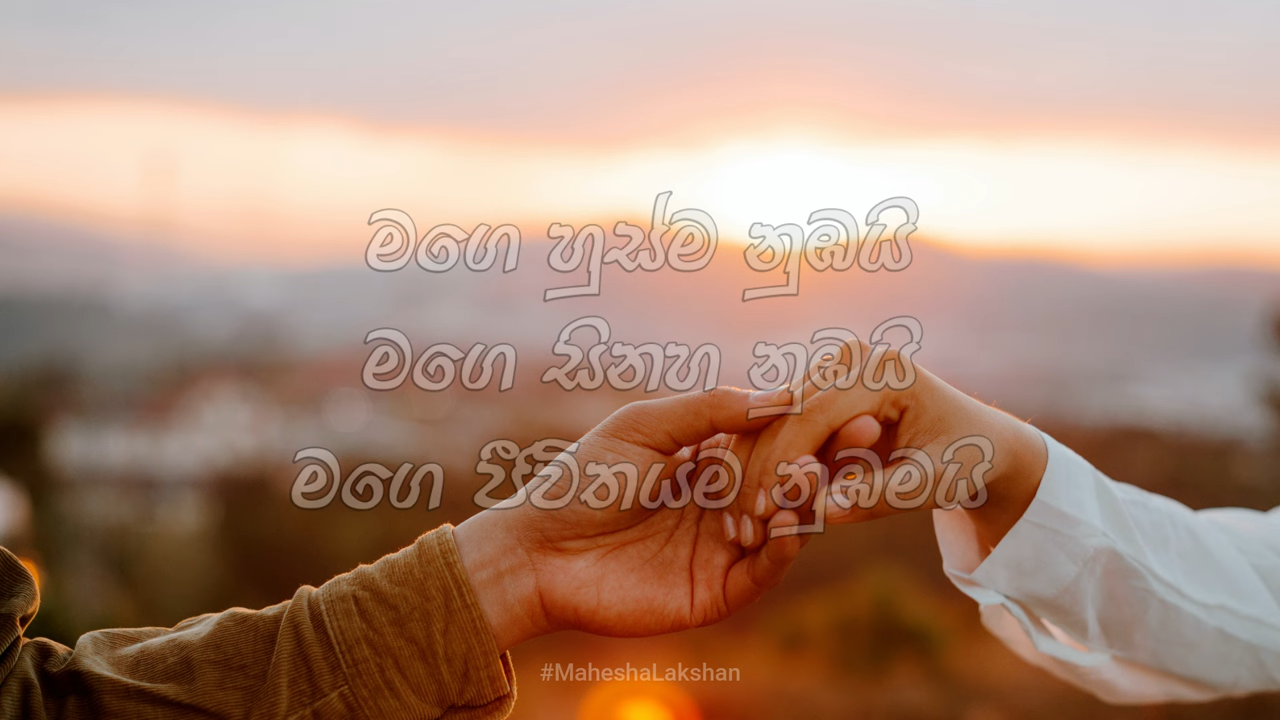 මගෙ හුස්ම නුඹයි
මගෙ සිනහ නුඹයි
මගෙ ජීවිතයම නුඹමයි
#MaheshaLakshan